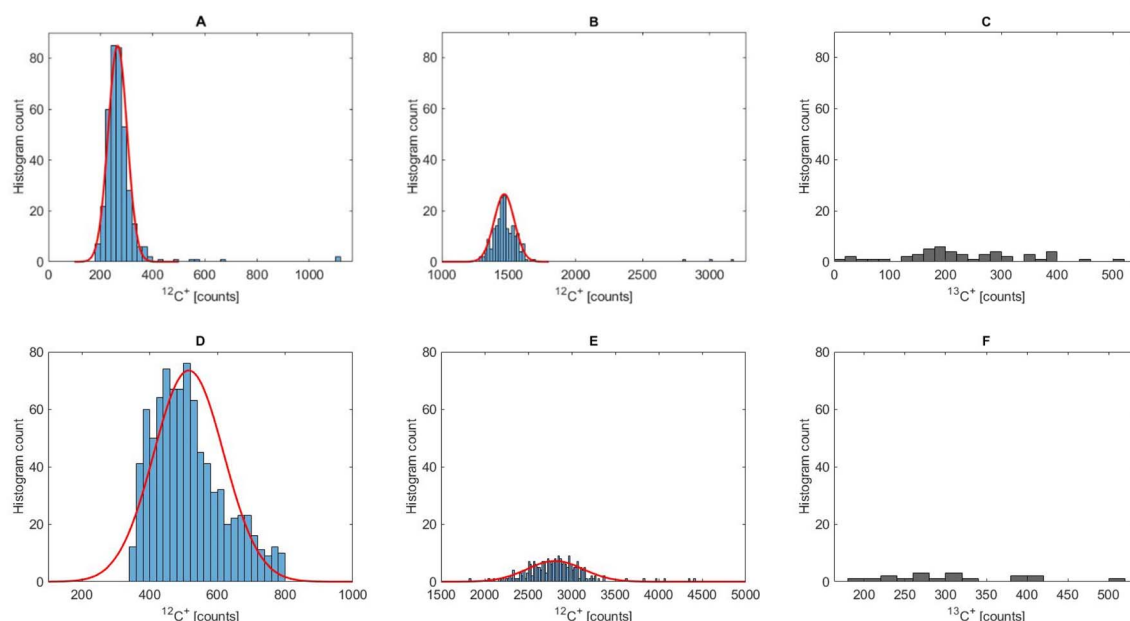 A
Histogram count
80
60
40
20
0
0 200 400 600 800 1000
¹²C⁺ [counts]
B
Histogram count
80
60
40
20
0
1000 1500 2000 2500 3000
¹²C⁺ [counts]
C
Histogram count
80
60
40
20
0
0 100 200 300 400 500
¹³C⁺ [counts]
D
Histogram count
80
60
40
20
0
200 400 600 800 1000
¹²C⁺ [counts]
E
Histogram count
80
60
40
20
0
1500 2000 2500 3000 3500 4000 4500 5000
¹²C⁺ [counts]
F
Histogram count
80
60
40
20
0
200 250 300 350 400 450 500
¹³C⁺ [counts]